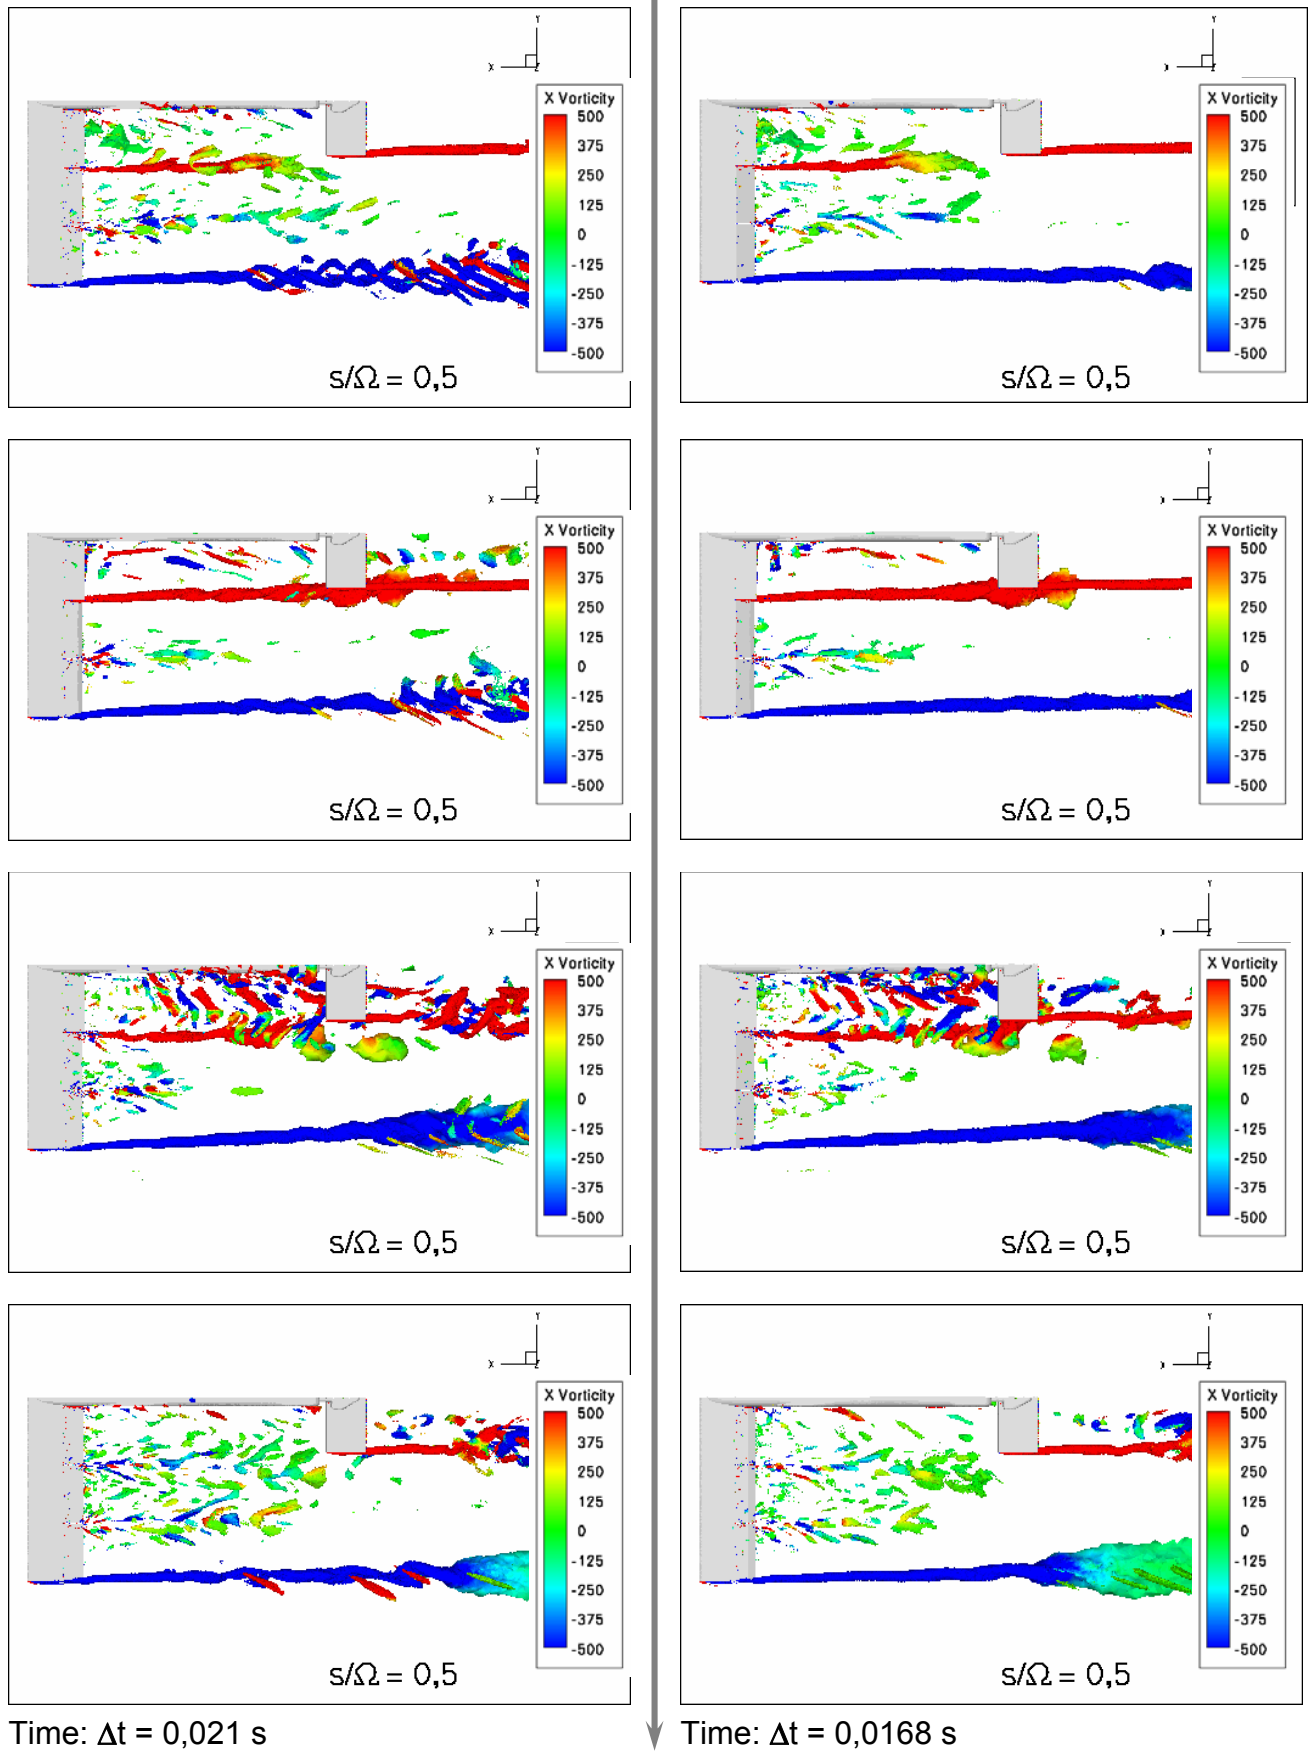 Y
X Z
X Vorticity
500
375
250
125
0
-125
-250
-375
-500
s/Ω = 0,5
Y
X Z
X Vorticity
500
375
250
125
0
-125
-250
-375
-500
s/Ω = 0,5
Y
X Z
X Vorticity
500
375
250
125
0
-125
-250
-375
-500
s/Ω = 0,5
Y
X Z
X Vorticity
500
375
250
125
0
-125
-250
-375
-500
s/Ω = 0,5
Y
X Z
X Vorticity
500
375
250
125
0
-125
-250
-375
-500
s/Ω = 0,5
Y
X Z
X Vorticity
500
375
250
125
0
-125
-250
-375
-500
s/Ω = 0,5
Y
X Z
X Vorticity
500
375
250
125
0
-125
-250
-375
-500
s/Ω = 0,5
Y
X Z
X Vorticity
500
375
250
125
0
-125
-250
-375
-500
s/Ω = 0,5
Time: Δt = 0,021 s
Time: Δt = 0,0168 s